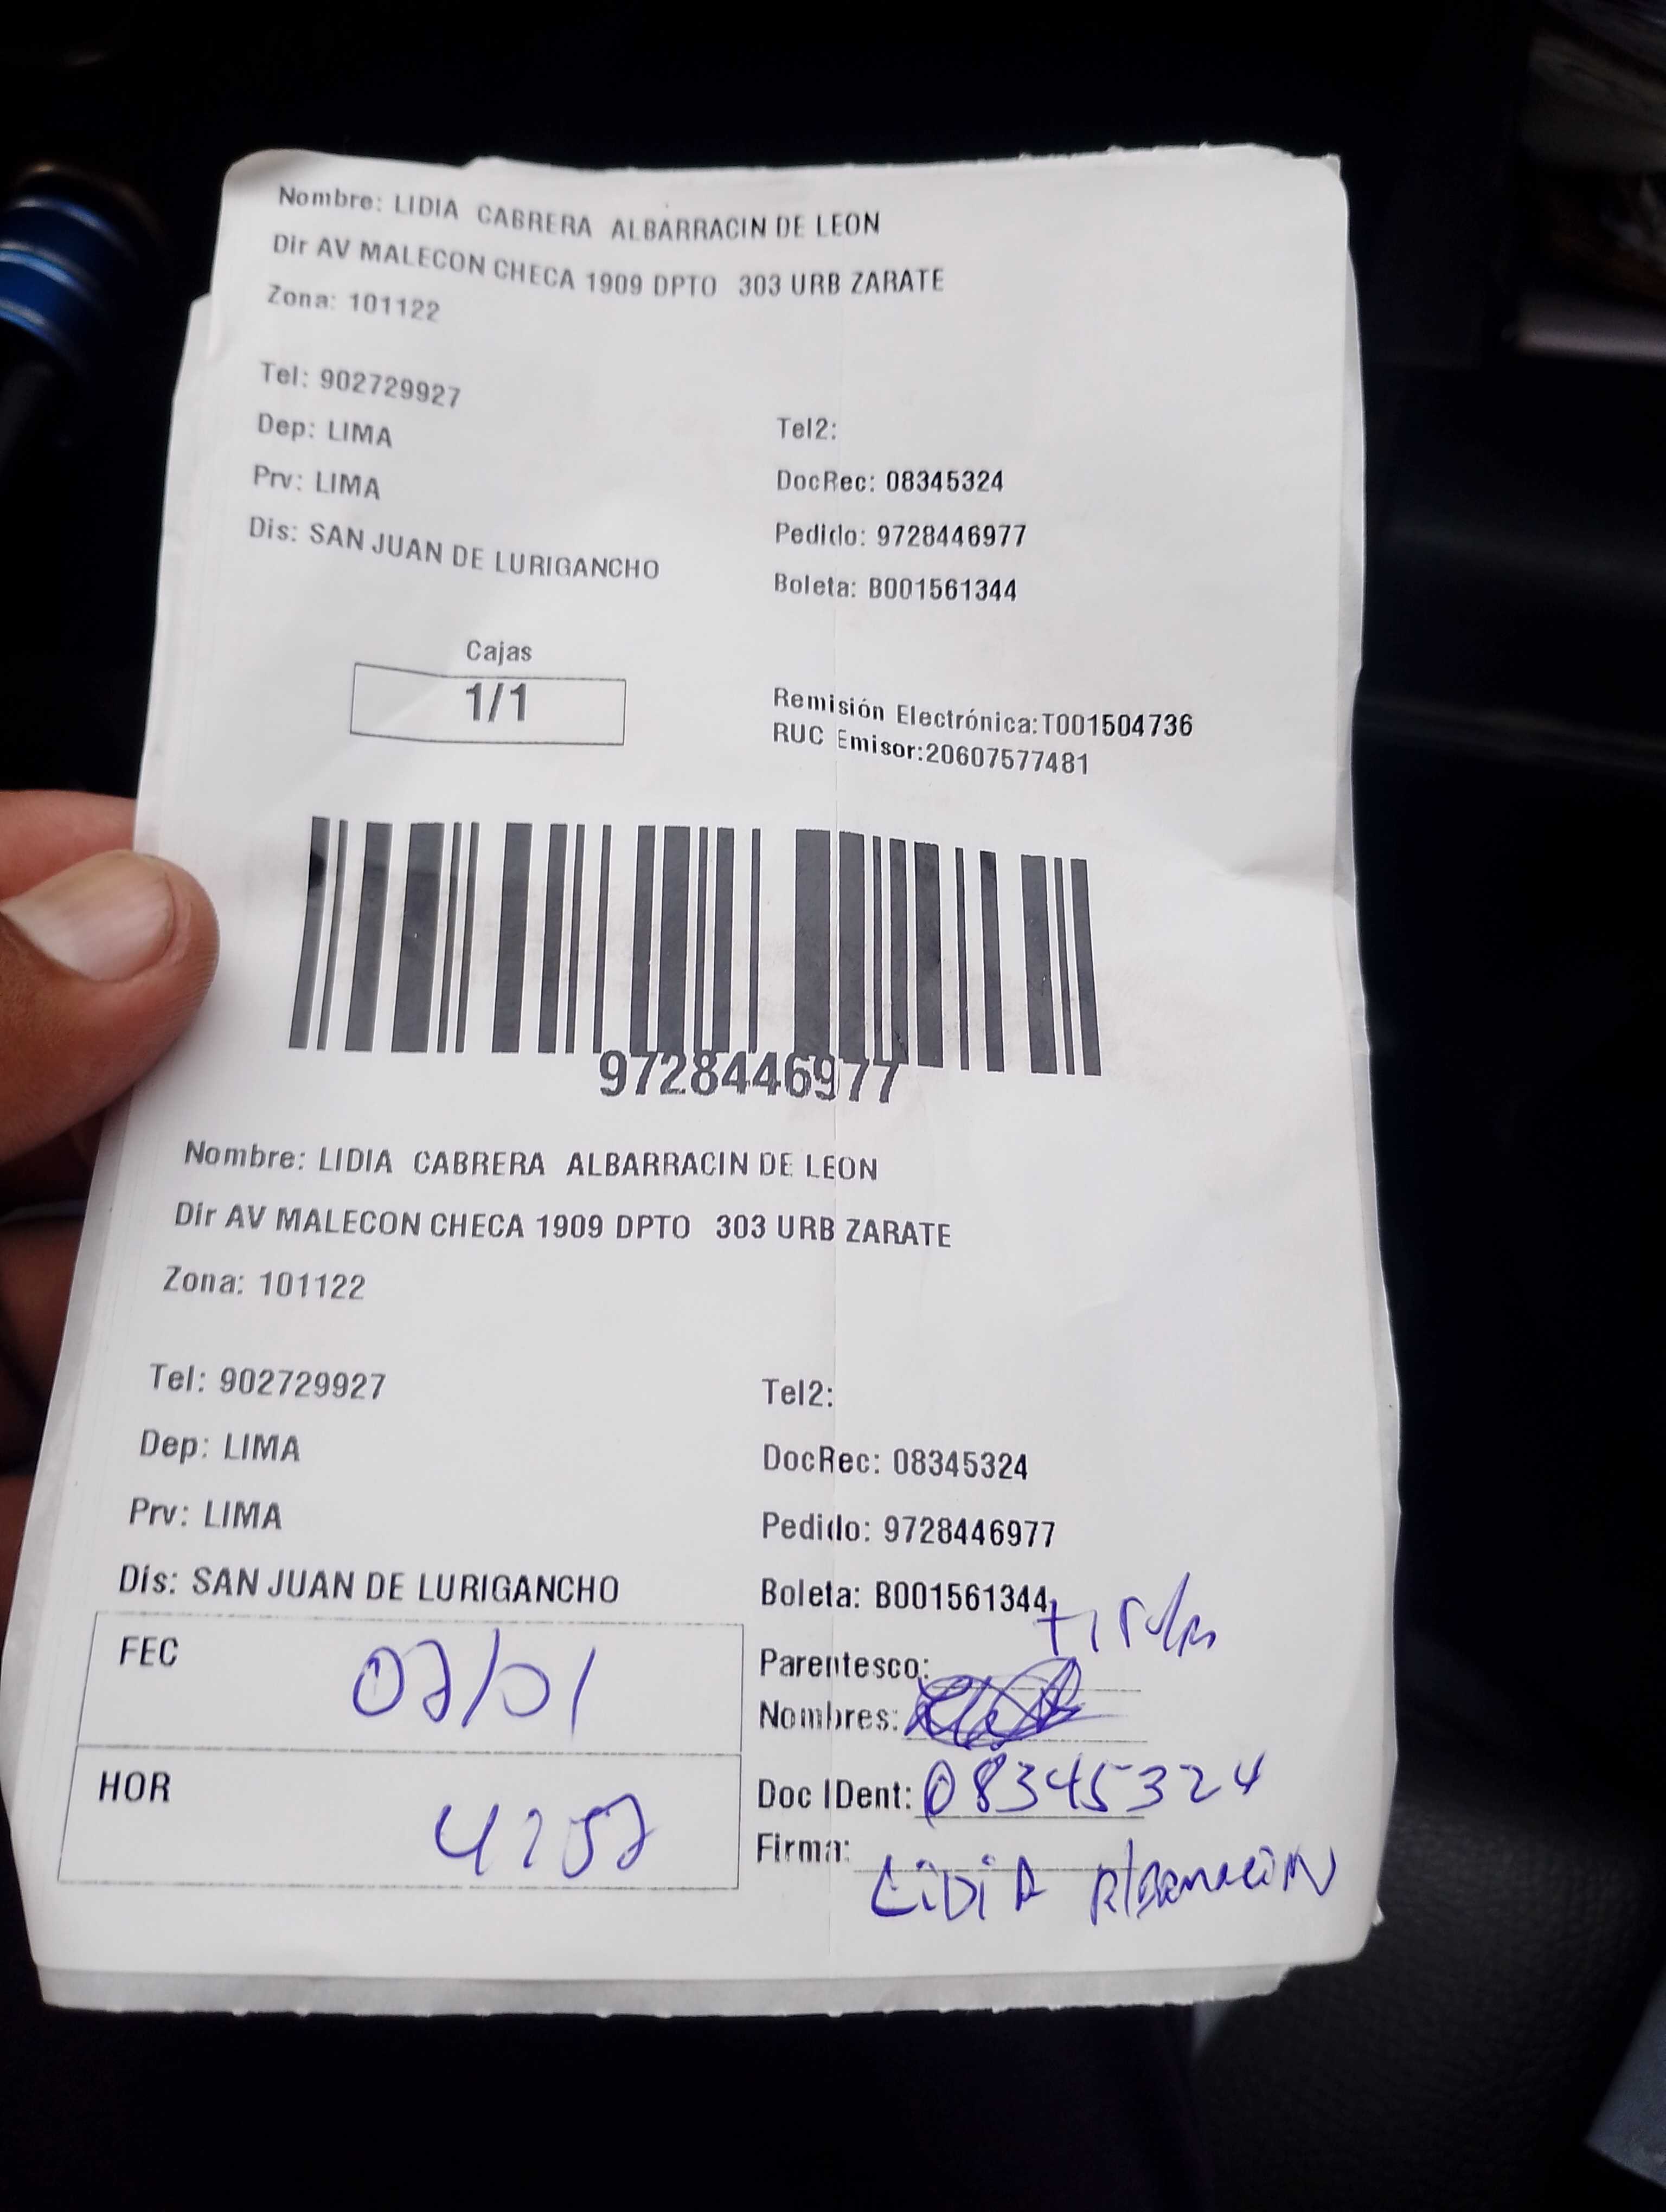 Nombre: LIDIA CABRERA ALBARRACIN DE LEON
Dir AV MALECON CHECA 1909 DPTO 303 URB ZARATE
Zona: 101122
Tel: 902729927
Tel2:
Dep: LIMA
DocRec: 08345324
Prv: LIMA
Pedido: 9728446977
Dis: SAN JUAN DE LURIGANCHO
Boleta: B001561344
Cajas
1/1
Remisión Electrónica:T001504736
RUC Emisor:20607577481
9728446977
Nombre: LIDIA CABRERA ALBARRACIN DE LEON
Dir AV MALECON CHECA 1909 DPTO 303 URB ZARATE
Zona: 101122
Tel: 902729927
Tel2:
Dep: LIMA
DocRec: 08345324
Prv: LIMA
Pedido: 9728446977
Dis: SAN JUAN DE LURIGANCHO
Boleta: B001561344
FEC
Parentesco: titular
Nombres:
HOR
Doc IDent: 08345324
Firma: LiDiA Albarracin